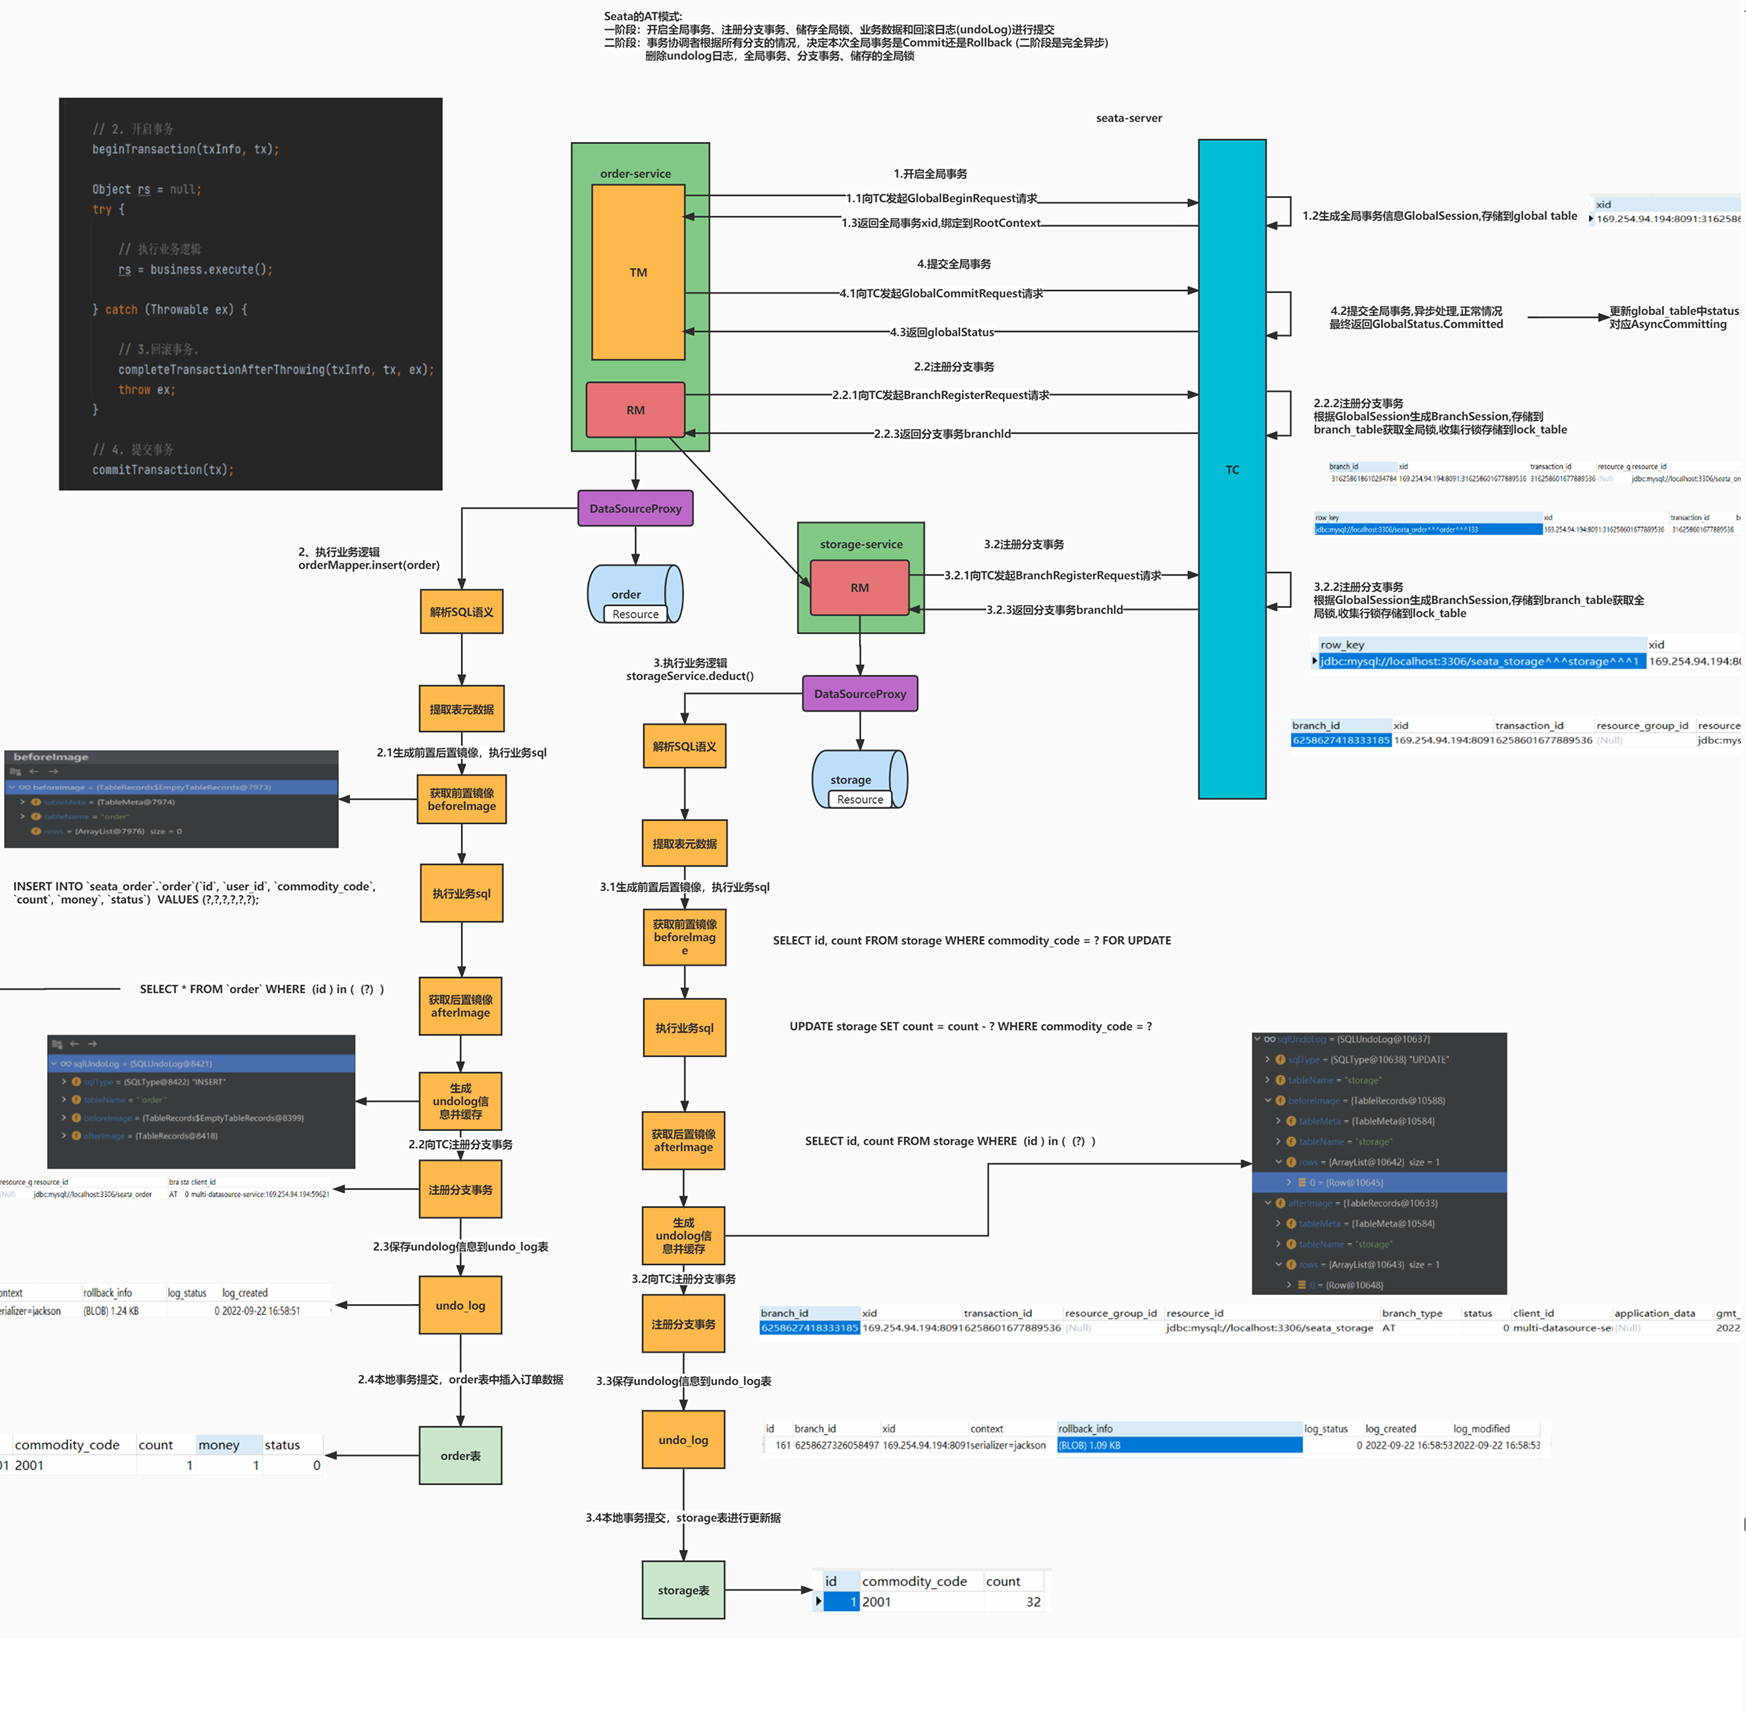 Seata的AT模式:
一阶段：开启全局事务、注册分支事务、储存全局锁、业务数据和回滚日志(undoLog)进行提交
二阶段：事务协调者根据所有分支的情况，决定本次全局事务是Commit还是Rollback (二阶段是完全异步)
删除undolog日志，全局事务、分支事务、储存的全局锁
// 2. 开启事务
beginTransaction(txInfo, tx);
Object rs = null;
try {
// 执行业务逻辑
rs = business.execute();
} catch (Throwable ex) {
// 3.回滚事务.
completeTransactionAfterThrowing(txInfo, tx, ex);
throw ex;
}
// 4. 提交事务
commitTransaction(tx);
seata-server
order-service
TM
RM
1.开启全局事务
1.1向TC发起GlobalBeginRequest请求
1.3返回全局事务xid,绑定到RootContext
1.2生成全局事务信息GlobalSession,存储到global table
xid
169.254.94.194:8091:3162586
4.提交全局事务
4.1向TC发起GlobalCommitRequest请求
4.3返回globalStatus
4.2提交全局事务,异步处理,正常情况
最终返回GlobalStatus.Committed
更新global_table中status
对应AsyncCommitting
2.2注册分支事务
2.2.1向TC发起BranchRegisterRequest请求
2.2.3返回分支事务branchId
2.2.2注册分支事务
根据GlobalSession生成BranchSession,存储到
branch_table获取全局锁,收集行锁存储到lock_table
TC
branch_id xid transaction_id resource_g resource_id
316258618610294784 169.254.94.194:8091:316258601677889536 316258601677889536 (Null) jdbc:mysql://localhost:3306/seata_or
row_key xid transaction_id b
jdbc:mysql://localhost:3306/seata_order^^^order^^^133 169.254.94.194:8091:316258601677889536 316258601677889536
DataSourceProxy
order
Resource
storage-service
RM
3.2注册分支事务
3.2.1向TC发起BranchRegisterRequest请求
3.2.3返回分支事务branchId
3.2.2注册分支事务
根据GlobalSession生成BranchSession,存储到branch_table获取全
局锁,收集行锁存储到lock_table
row_key xid
jdbc:mysql://localhost:3306/seata_storage^^^storage^^^1 169.254.94.194:80
branch_id xid transaction_id resource_group_id resource
6258627418333185 169.254.94.194:8091 6258601677889536 (Null) jdbc:mys
DataSourceProxy
storage
Resource
2、执行业务逻辑
orderMapper.insert(order)
解析SQL语义
提取表元数据
2.1生成前置后置镜像，执行业务sql
获取前置镜像
beforeImage
beforeImage
beforeImage = {TableRecords$EmptyTableRecords@7973}
tableMeta = {TableMeta@7974}
tableName = "order"
rows = {ArrayList@7976} size = 0
执行业务sql
INSERT INTO `seata_order`.`order`(`id`, `user_id`, `commodity_code`,
`count`, `money`, `status`) VALUES (?,?,?,?,?,?);
获取后置镜像
afterImage
SELECT * FROM `order` WHERE (id ) in ( (?) )
生成
undolog信
息并缓存
sqlUndoLog = {SQLUndoLog@8421}
sqlType = {SQLType@8422} "INSERT"
tableName = "`order`"
beforeImage = {TableRecords$EmptyTableRecords@8399}
afterImage = {TableRecords@8418}
2.2向TC注册分支事务
注册分支事务
resource_g resource_id bra sta client_id
(Null) jdbc:mysql://localhost:3306/seata_order AT 0 multi-datasource-service:169.254.94.194:59621
2.3保存undolog信息到undo_log表
undo_log
ontext rollback_info log_status log_created
erializer=jackson (BLOB) 1.24 KB 0 2022-09-22 16:58:51
2.4本地事务提交，order表中插入订单数据
order表
commodity_code count money status
01 2001 1 1 0
3.执行业务逻辑
storageService.deduct()
解析SQL语义
提取表元数据
3.1生成前置后置镜像，执行业务sql
获取前置镜像
beforeImag
e
SELECT id, count FROM storage WHERE commodity_code = ? FOR UPDATE
执行业务sql
UPDATE storage SET count = count - ? WHERE commodity_code = ?
获取后置镜像
afterImage
SELECT id, count FROM storage WHERE (id ) in ( (?) )
生成
undolog信
息并缓存
sqlUndoLog = {SQLUndoLog@10637}
sqlType = {SQLType@10638} "UPDATE"
tableName = "storage"
beforeImage = {TableRecords@10588}
tableMeta = {TableMeta@10584}
tableName = "storage"
rows = {ArrayList@10642} size = 1
0 = {Row@10645}
afterImage = {TableRecords@10633}
tableMeta = {TableMeta@10584}
tableName = "storage"
rows = {ArrayList@10643} size = 1
0 = {Row@10648}
3.2向TC注册分支事务
注册分支事务
branch_id xid transaction_id resource_group_id resource_id branch_type status client_id application_data gmt_
6258627418333185 169.254.94.194:8091 6258601677889536 (Null) jdbc:mysql://localhost:3306/seata_storage AT 0 multi-datasource-se (Null) 2022
3.3保存undolog信息到undo_log表
undo_log
id branch_id xid context rollback_info log_status log_created log_modified
161 6258627326058497 169.254.94.194:8091 serializer=jackson (BLOB) 1.09 KB 0 2022-09-22 16:58:53 2022-09-22 16:58:53
3.4本地事务提交，storage表进行更新据
storage表
id commodity_code count
1 2001 32